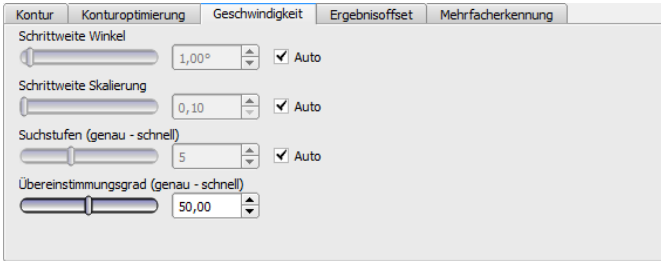 Kontur Konturoptimierung Geschwindigkeit Ergebnisoffset Mehrfacherkennung
Schrittweite Winkel
1,00° Auto
Schrittweite Skalierung
0,10 Auto
Suchstufen (genau - schnell)
5 Auto
Übereinstimmungsgrad (genau - schnell)
50,00